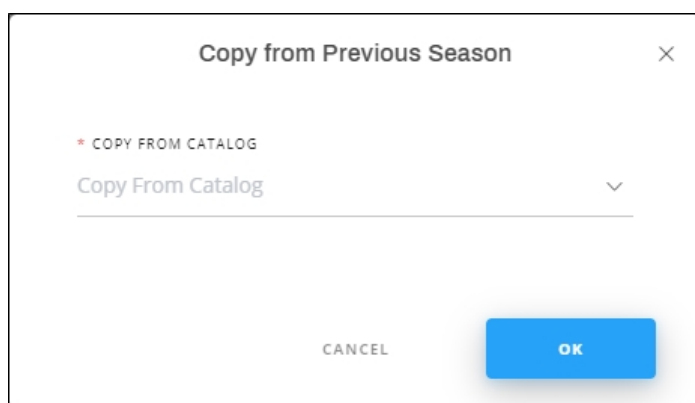 Copy from Previous Season
* COPY FROM CATALOG
Copy From Catalog
CANCEL
OK